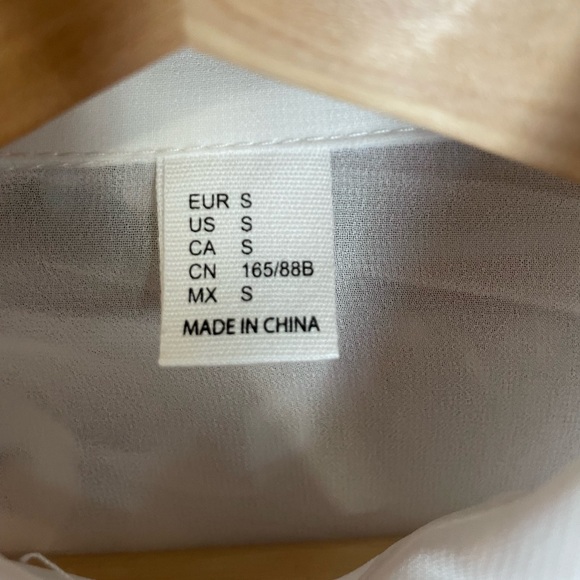 EUR S
US S
CA S
CN 165/88B
MX S
MADE IN CHINA